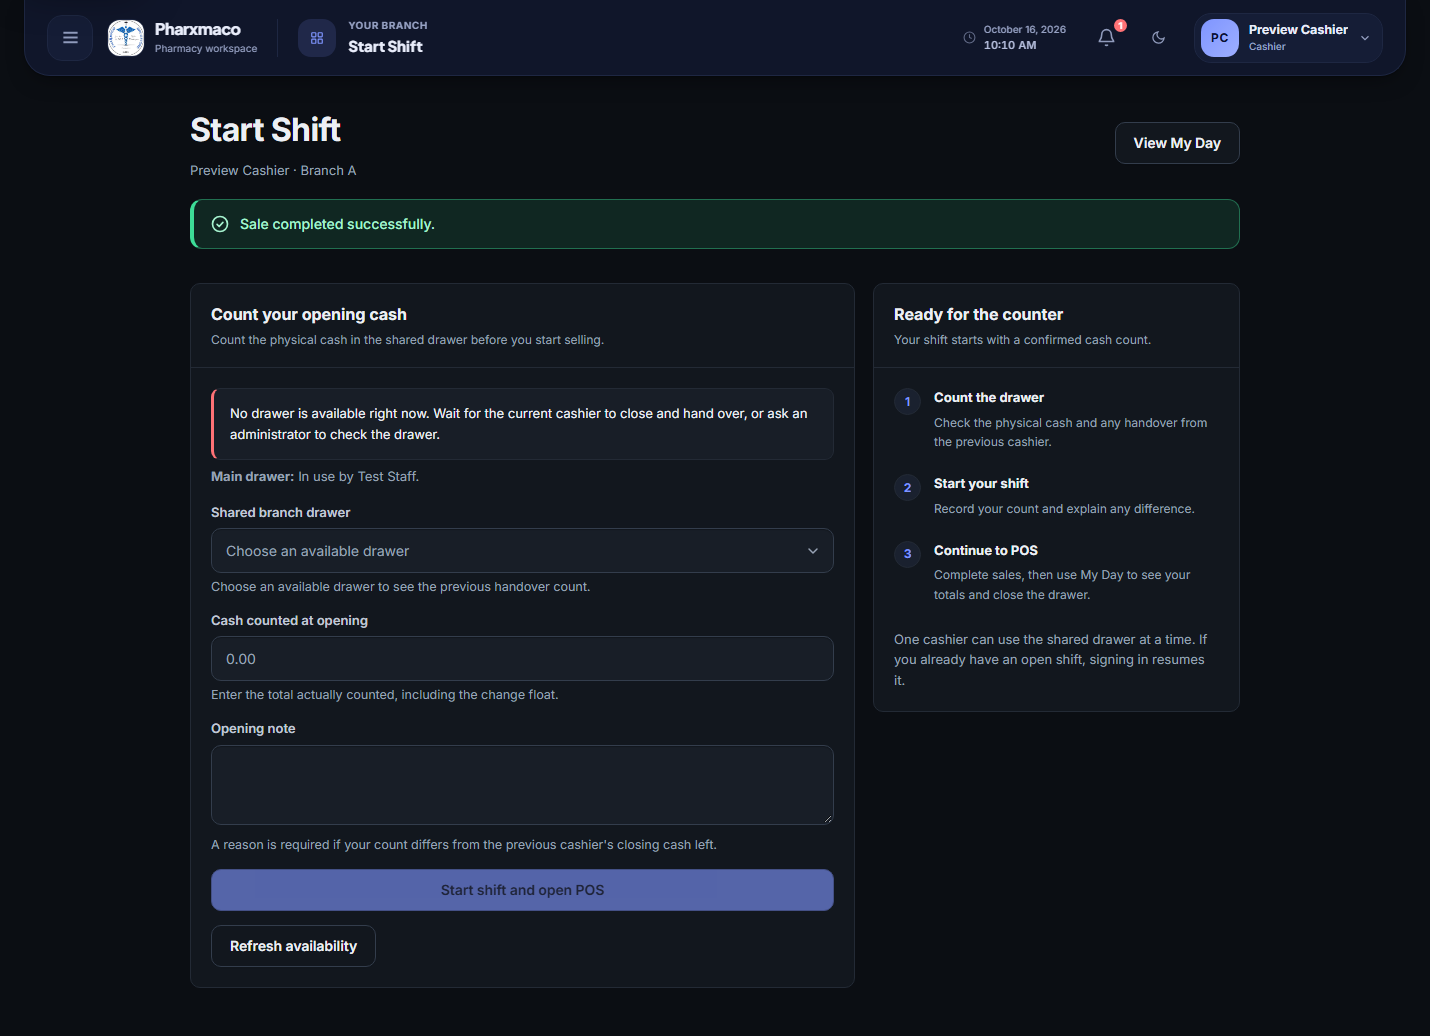 Pharxmaco
Pharmacy workspace
YOUR BRANCH
Start Shift
October 16, 2026
10:10 AM
1
PC
Preview Cashier
Cashier
Start Shift
Preview Cashier · Branch A
View My Day
Sale completed successfully.
Count your opening cash
Count the physical cash in the shared drawer before you start selling.
No drawer is available right now. Wait for the current cashier to close and hand over, or ask an
administrator to check the drawer.
Main drawer: In use by Test Staff.
Shared branch drawer
Choose an available drawer
Choose an available drawer to see the previous handover count.
Cash counted at opening
0.00
Enter the total actually counted, including the change float.
Opening note
A reason is required if your count differs from the previous cashier's closing cash left.
Start shift and open POS
Refresh availability
Ready for the counter
Your shift starts with a confirmed cash count.
1
Count the drawer
Check the physical cash and any handover from
the previous cashier.
2
Start your shift
Record your count and explain any difference.
3
Continue to POS
Complete sales, then use My Day to see your
totals and close the drawer.
One cashier can use the shared drawer at a time. If
you already have an open shift, signing in resumes
it.